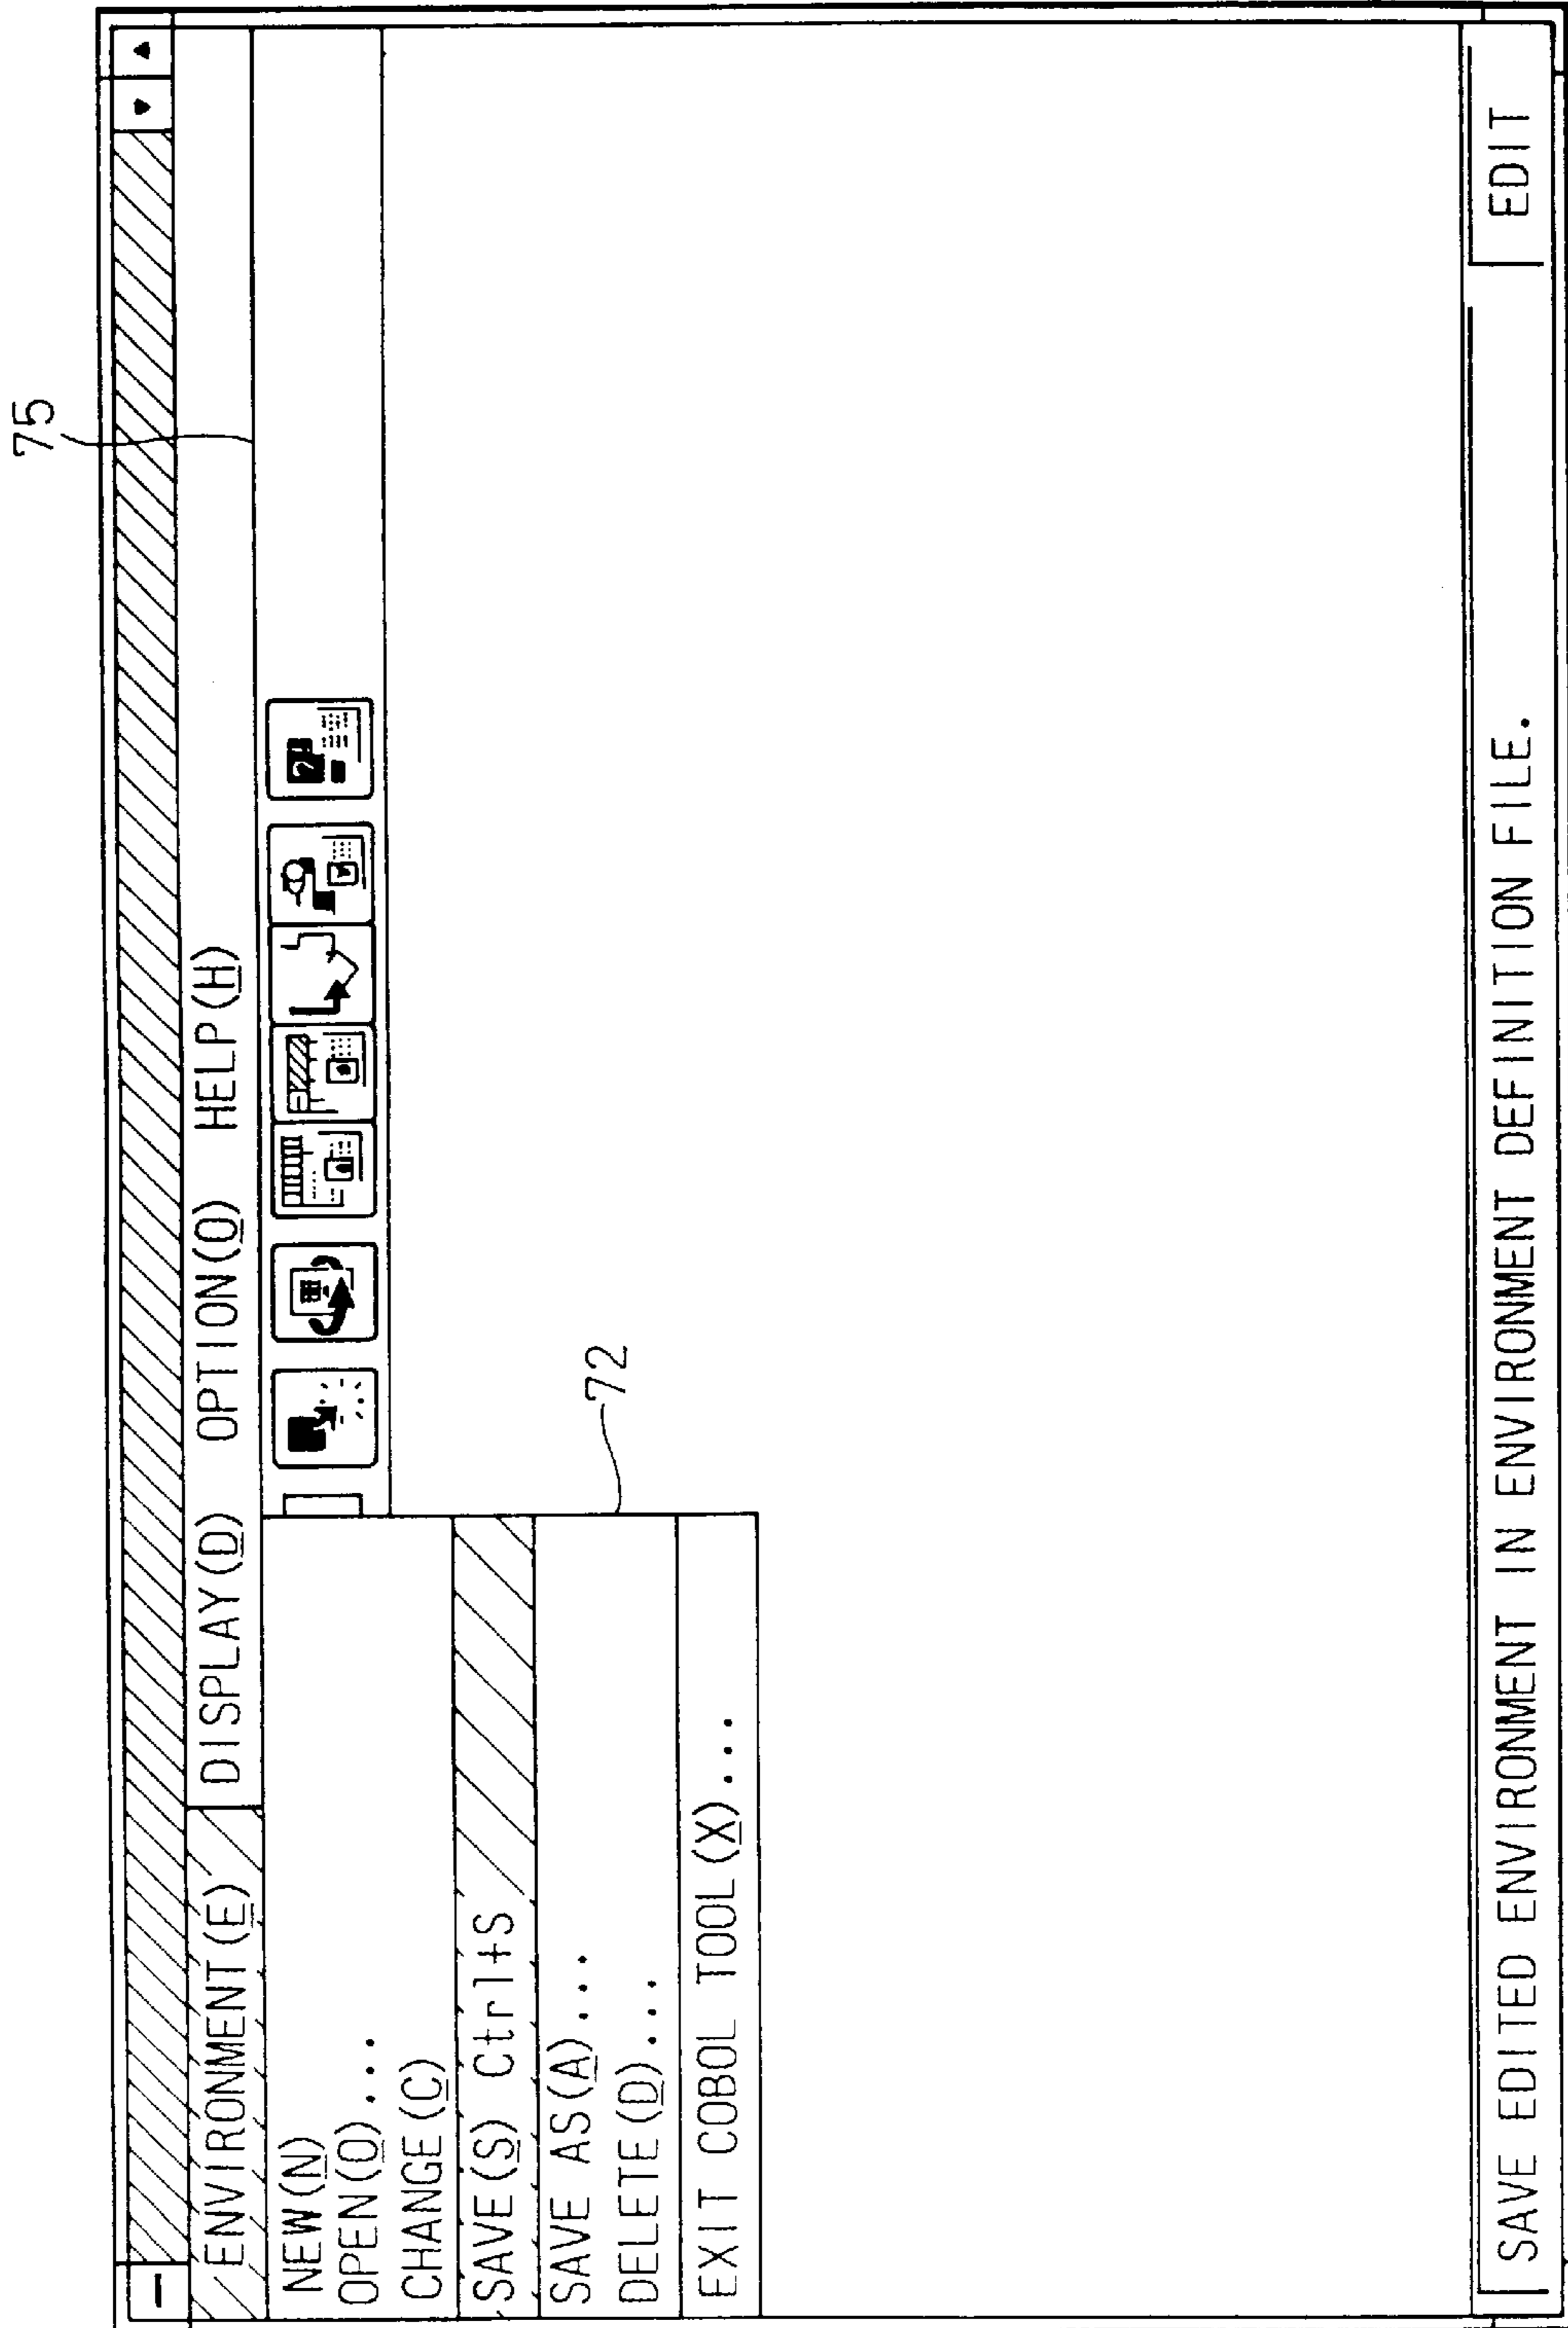 75
ENVIRONMENT(E) DISPLAY(D) OPTION(O) HELP(H)
NEW(N)
OPEN(O)...
CHANGE(C)
SAVE(S) Ctrl+S
SAVE AS(A)...
DELETE(D)...
EXIT COBOL TOOL(X)...
72
SAVE EDITED ENVIRONMENT IN ENVIRONMENT DEFINITION FILE. EDIT